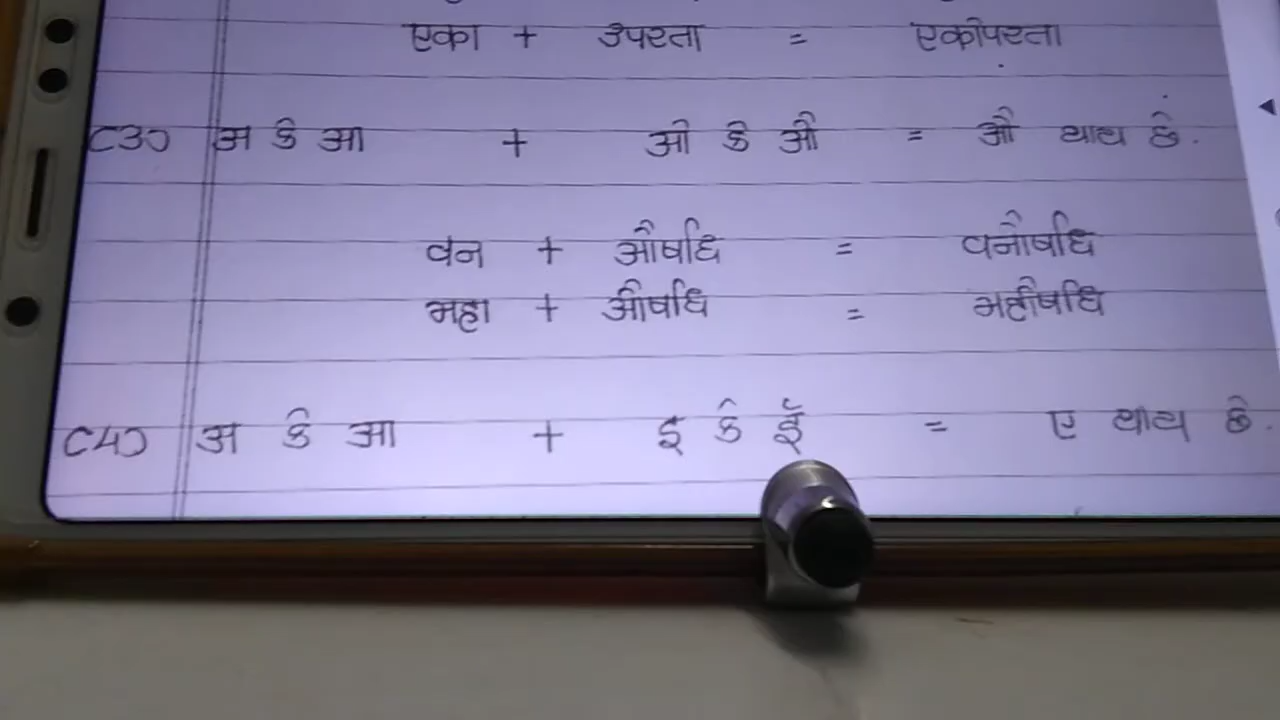 एका + उपरता = एकोपरता
(3) अ के आ + ओ के औ = औ थाय छे.
वन + औषधि = वनौषधि
महा + औषधि = महौषधि
(4) अ के आ + इ के ई = ए थाय छे.